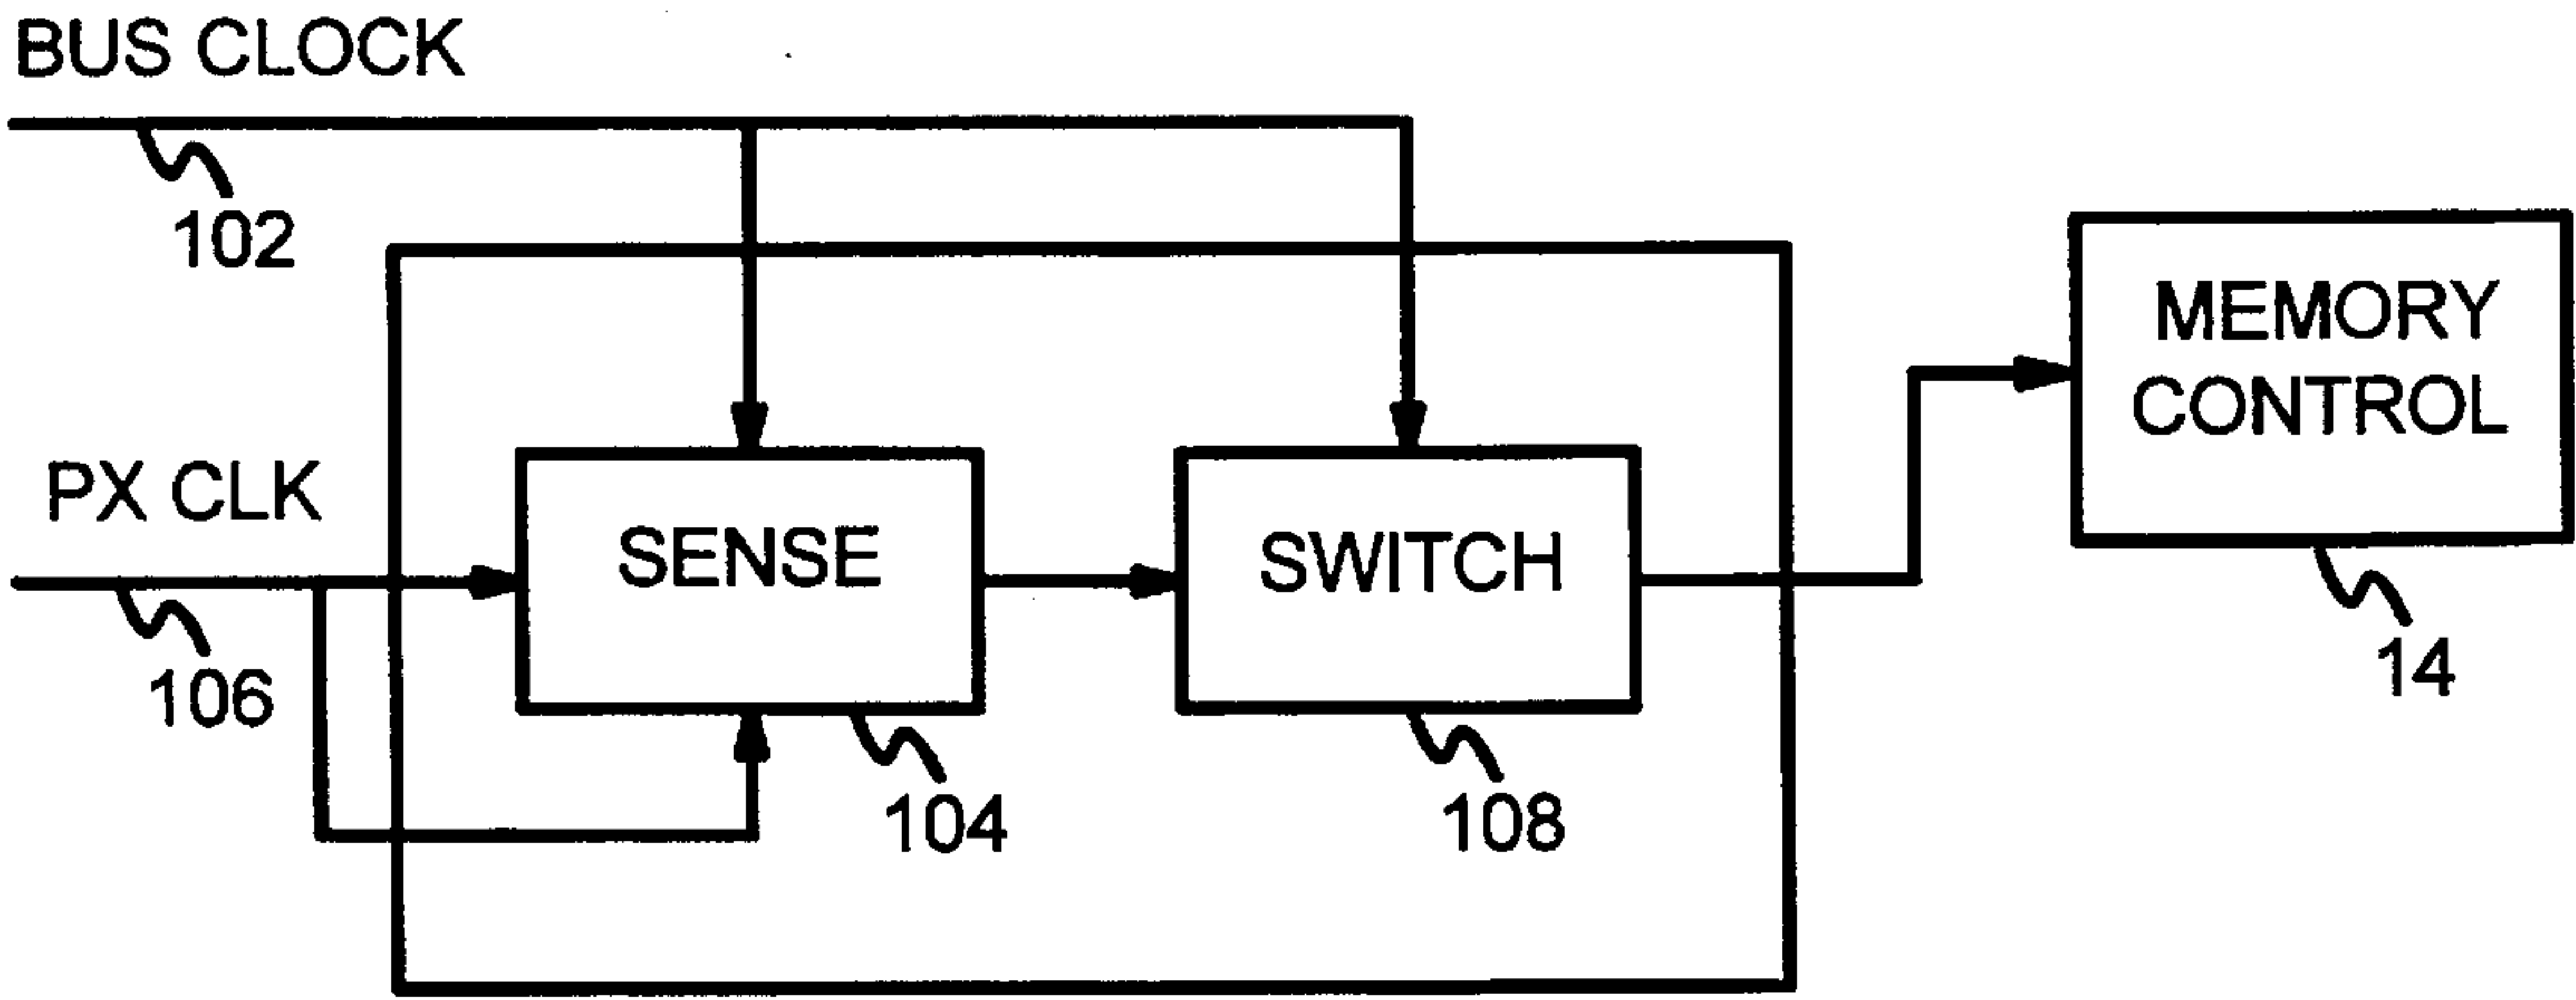 BUS CLOCK
102
MEMORY
CONTROL
PX CLK
SENSE
SWITCH
106
14
104
108